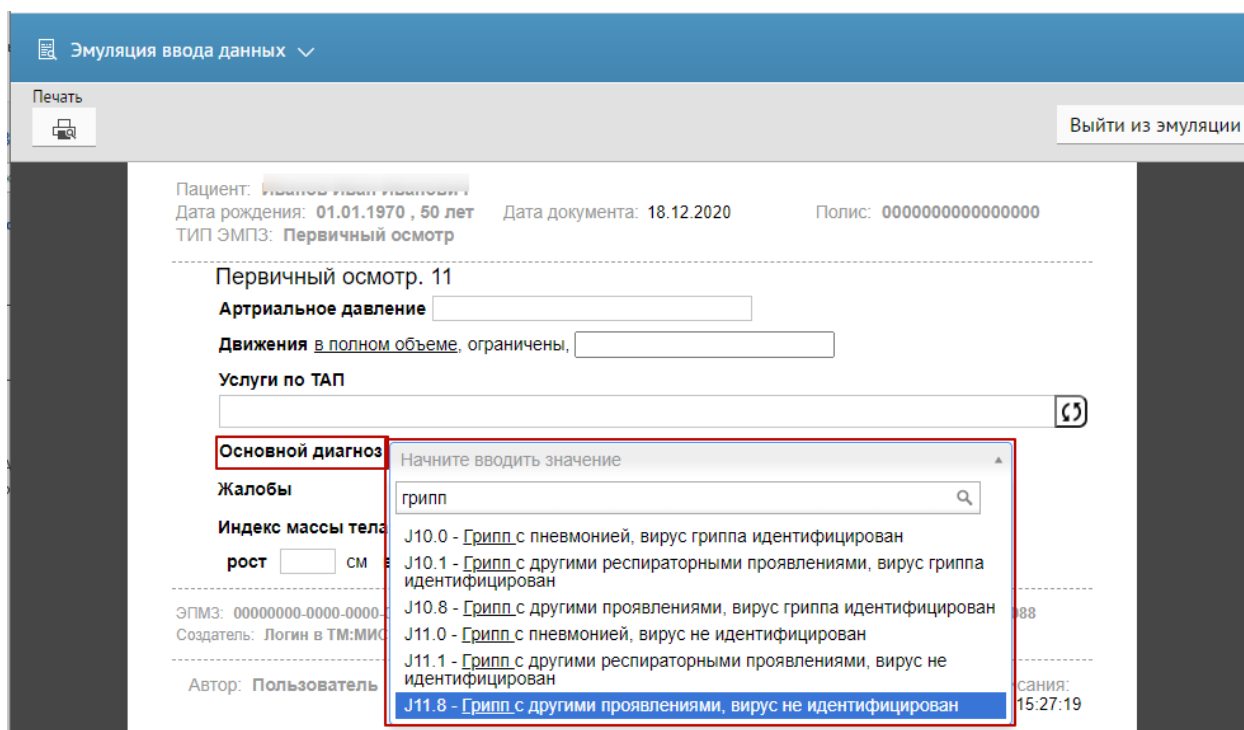 Эмуляция ввода данных
Печать
Выйти из эмуляции
Пациент:
Дата рождения: 01.01.1970 , 50 лет Дата документа: 18.12.2020 Полис: 0000000000000000
ТИП ЭМПЗ: Первичный осмотр
Первичный осмотр. 11
Артриальное давление
Движения в полном объеме, ограничены,
Услуги по ТАП
Основной диагноз Начните вводить значение
Жалобы
грипп
Индекс массы тела
J10.0 - Грипп с пневмонией, вирус гриппа идентифицирован
рост см
J10.1 - Грипп с другими респираторными проявлениями, вирус гриппа
идентифицирован
J10.8 - Грипп с другими проявлениями, вирус гриппа идентифицирован
ЭПМЗ: 00000000-0000-0000- 088
J11.0 - Грипп с пневмонией, вирус не идентифицирован
Создатель: Логин в ТМ:МИС
J11.1 - Грипп с другими респираторными проявлениями, вирус не
идентифицирован
Автор: Пользователь
J11.8 - Грипп с другими проявлениями, вирус не идентифицирован
15:27:19